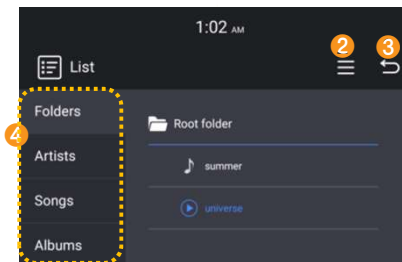 1:02 AM
2 3
List
Folders
Root folder
4
Artists
summer
Songs
universe
Albums